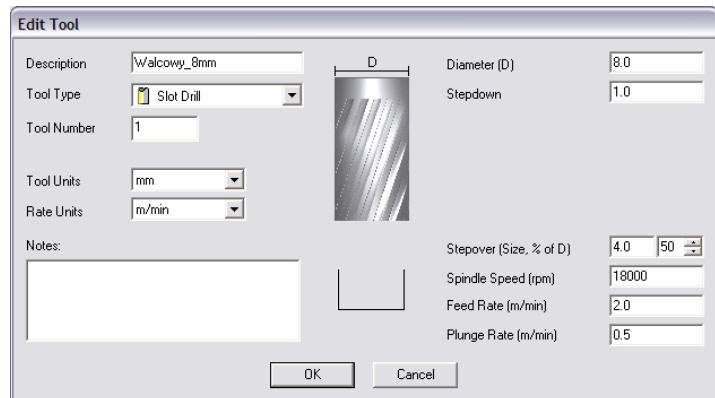 Edit Tool
Description Walcowy_8mm
Tool Type Slot Drill
Tool Number 1
Tool Units mm
Rate Units m/min
Notes:
D
Diameter (D) 8.0
Stepdown 1.0
Stepover (Size, % of D) 4.0 50
Spindle Speed (rpm) 18000
Feed Rate (m/min) 2.0
Plunge Rate (m/min) 0.5
OK Cancel